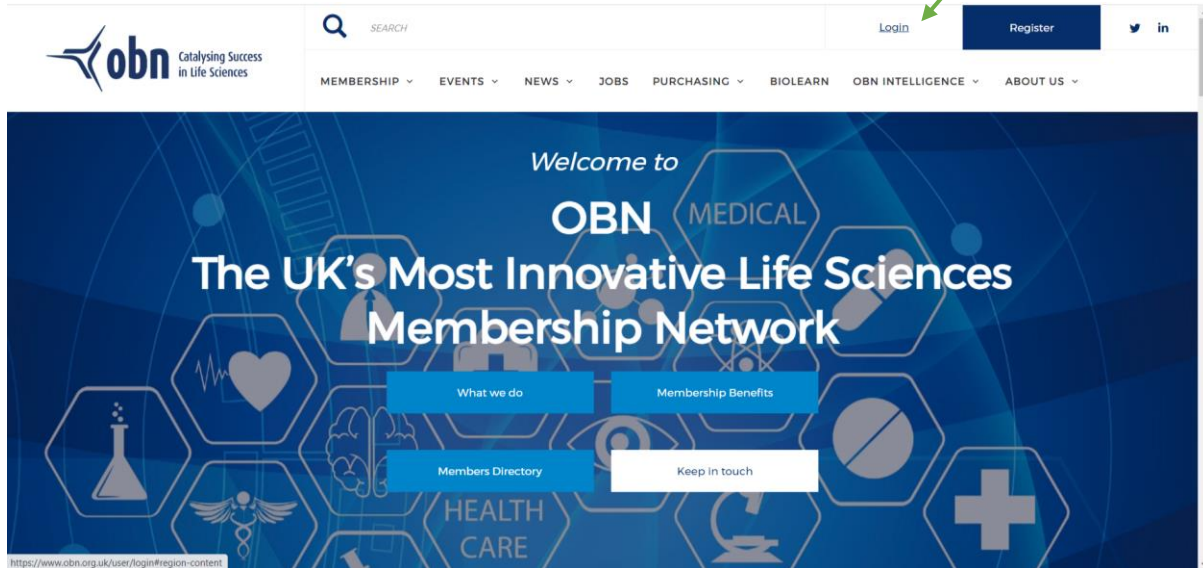 obn
Catalysing Success
in Life Sciences
SEARCH
Login
Register
in
MEMBERSHIP
EVENTS
NEWS
JOBS
PURCHASING
BIOLEARN
OBN INTELLIGENCE
ABOUT US
Welcome to
OBN
MEDICAL
The UK's Most Innovative Life Sciences
Membership Network
What we do
Membership Benefits
Members Directory
Keep in touch
HEALTH
CARE
https://www.obn.org.uk/user/login#region-content